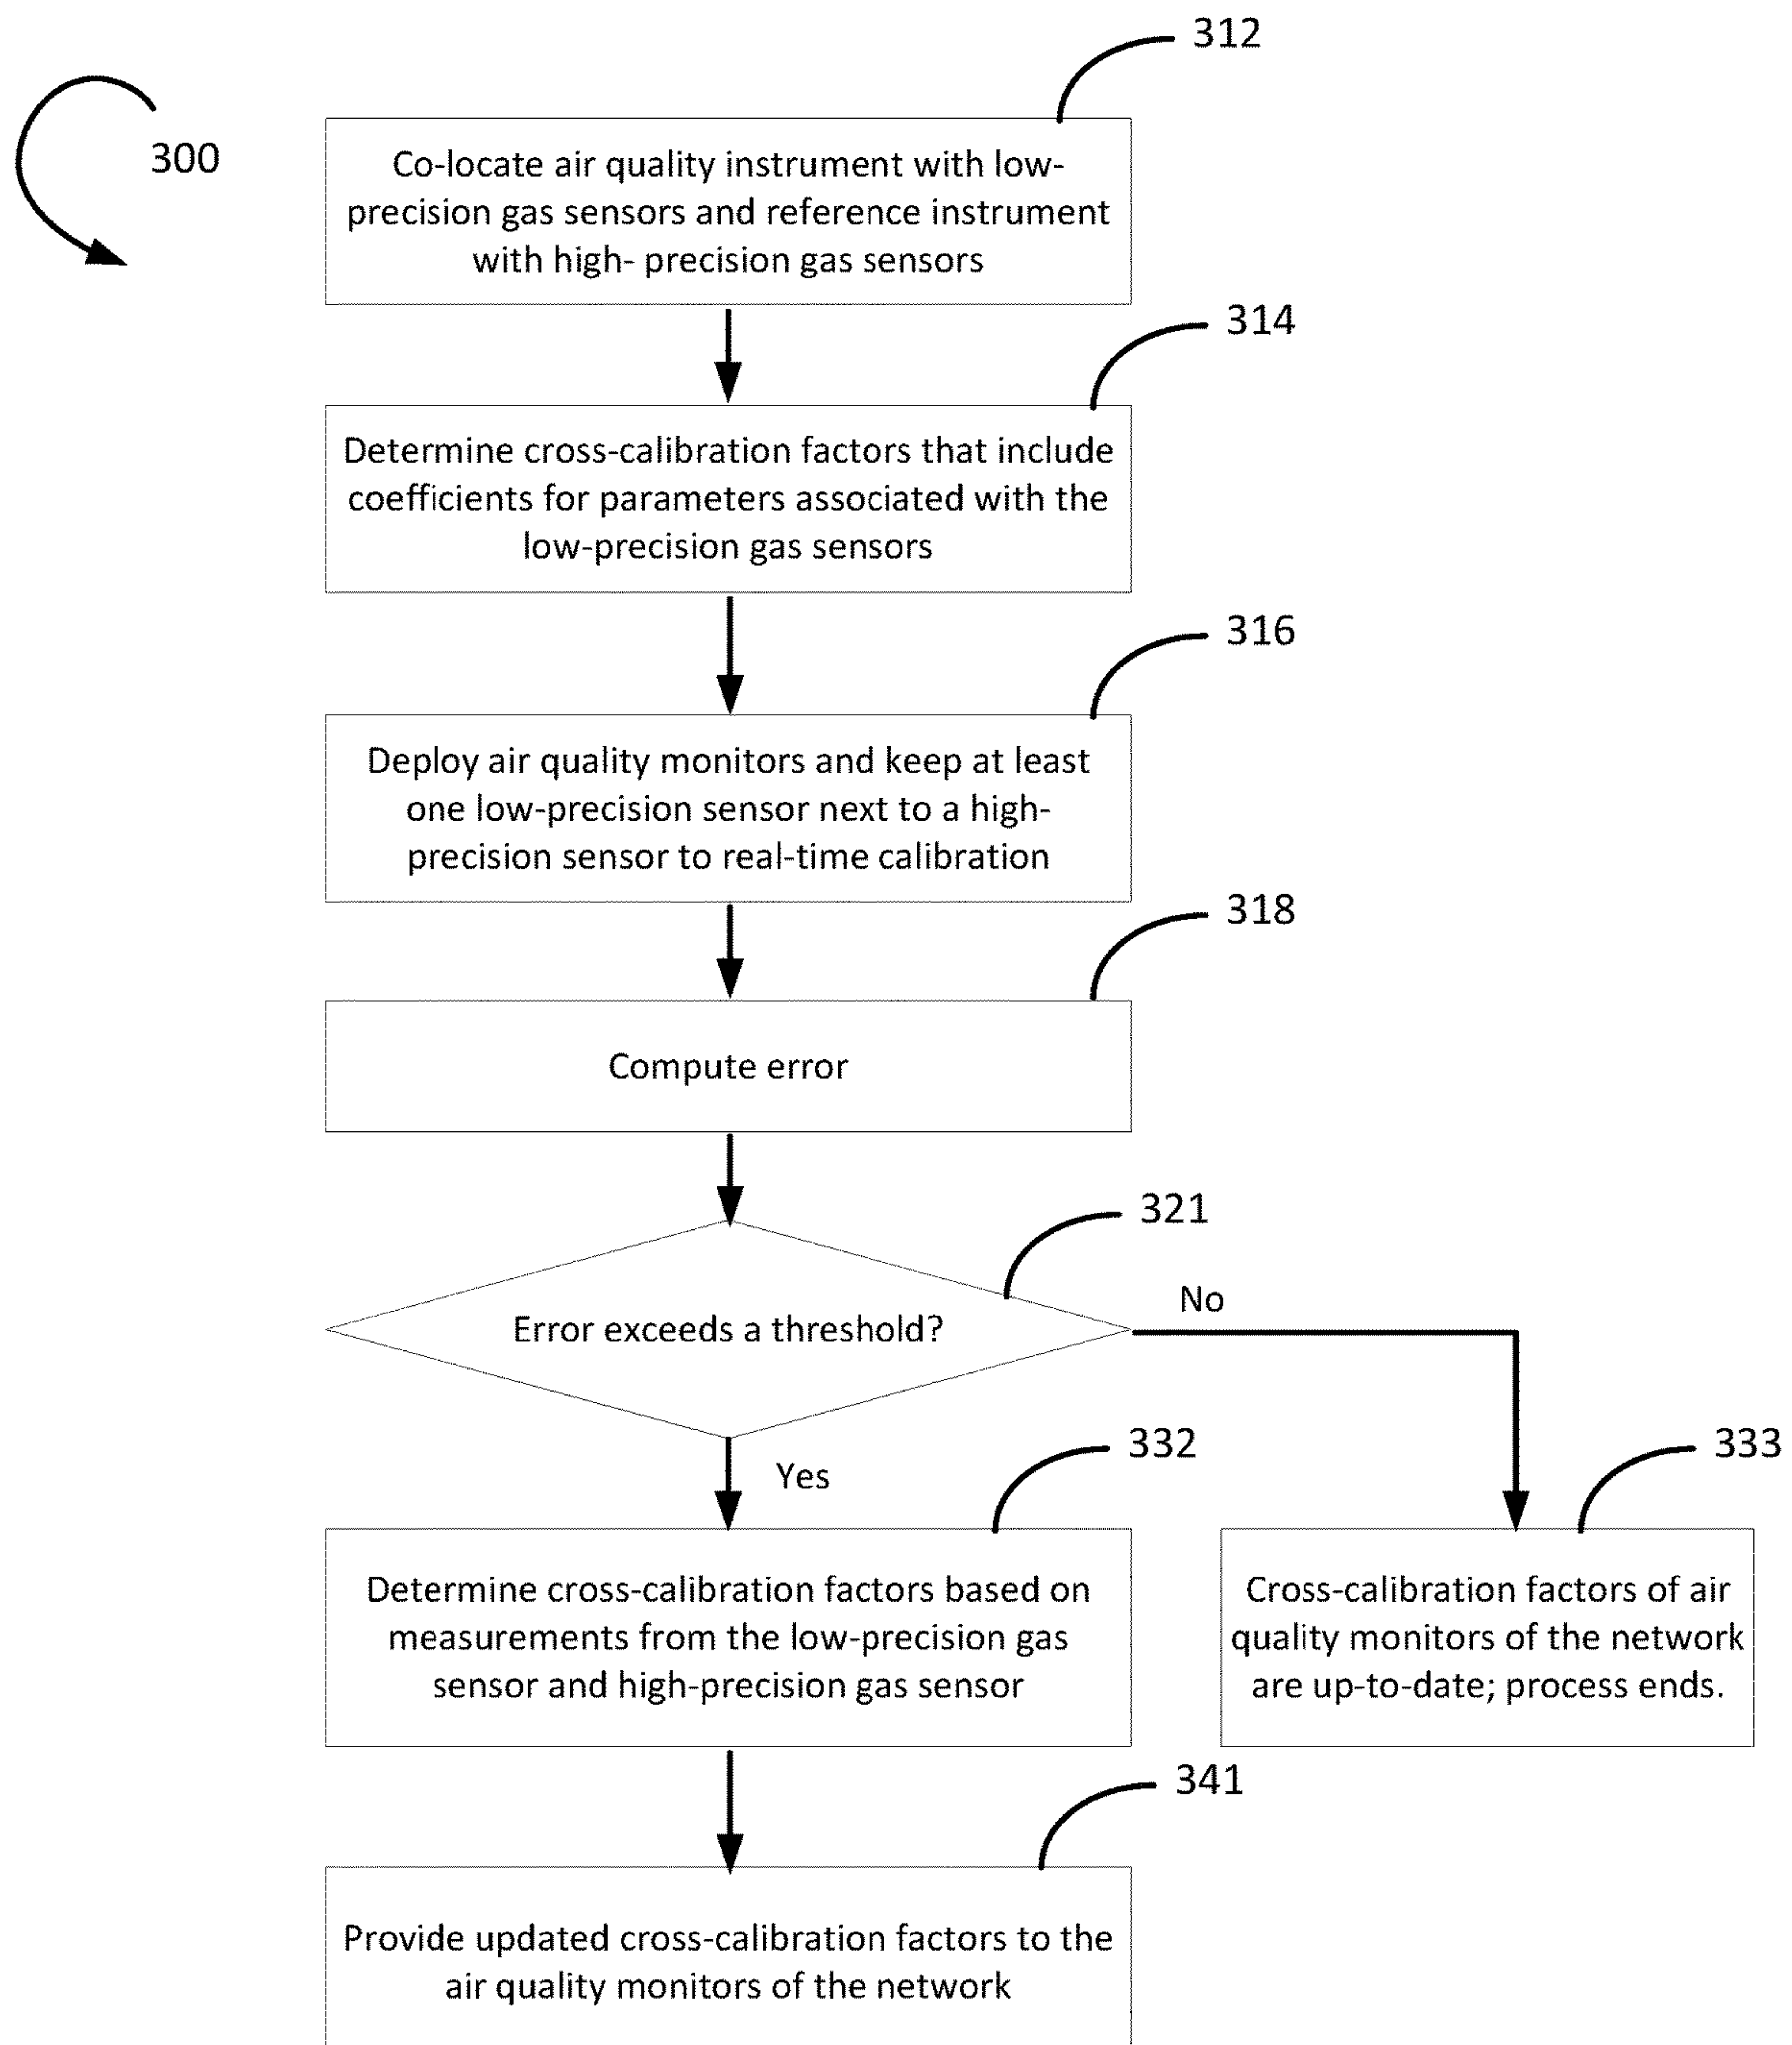 312
300
Co-locate air quality instrument with low-
precision gas sensors and reference instrument
with high- precision gas sensors
314
Determine cross-calibration factors that include
coefficients for parameters associated with the
low-precision gas sensors
316
Deploy air quality monitors and keep at least
one low-precision sensor next to a high-
precision sensor to real-time calibration
318
Compute error
321
Error exceeds a threshold?
No
Yes
332
333
Determine cross-calibration factors based on
measurements from the low-precision gas
sensor and high-precision gas sensor
Cross-calibration factors of air
quality monitors of the network
are up-to-date; process ends.
341
Provide updated cross-calibration factors to the
air quality monitors of the network